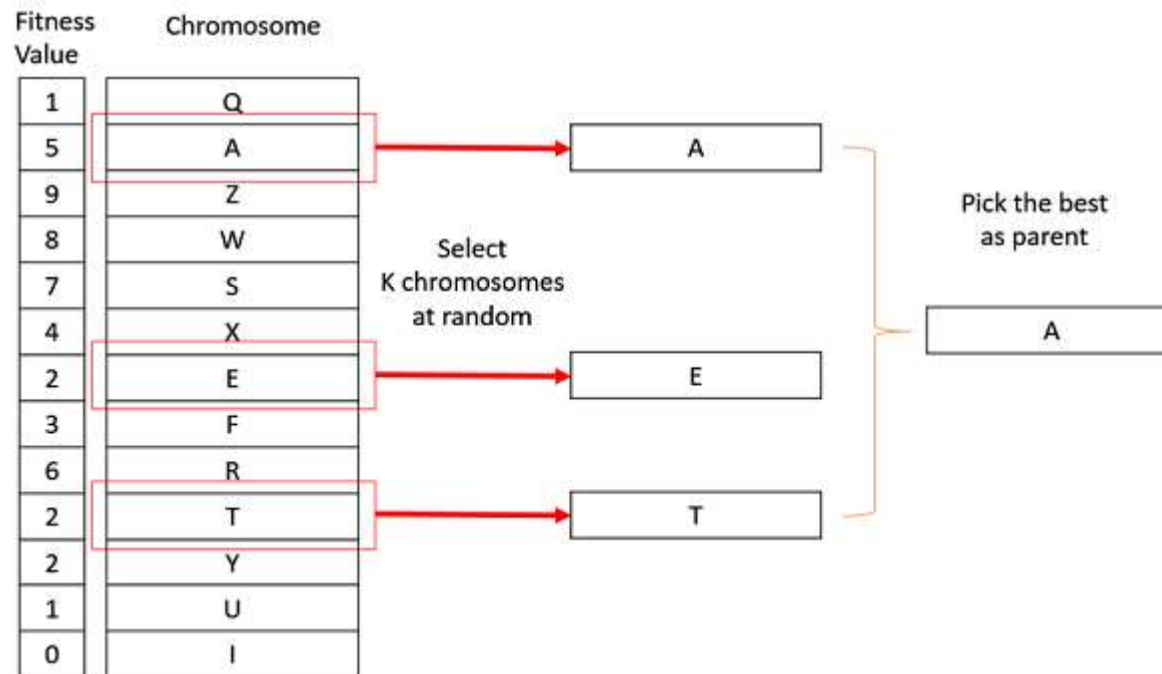 Fitness
Value
Chromosome
1 Q
5 A
9 Z
8 W
7 S
4 X
2 E
3 F
6 R
2 T
2 Y
1 U
0 I
Select
K chromosomes
at random
A
E
T
Pick the best
as parent
A